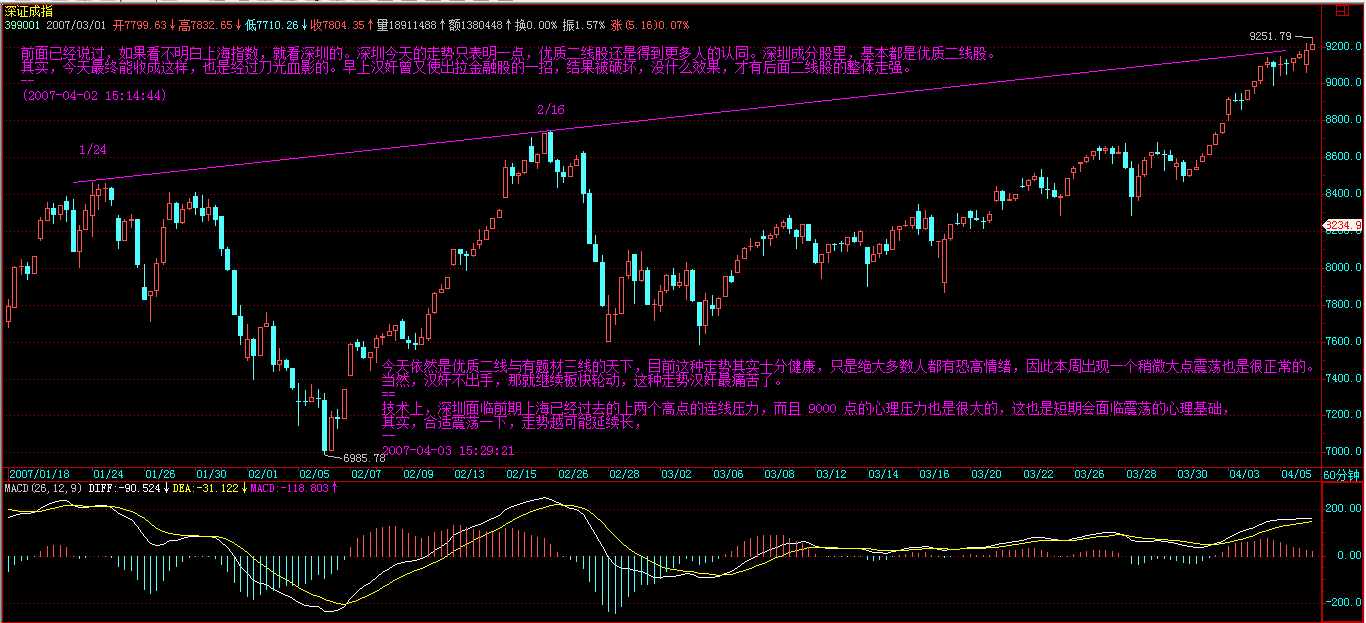 深证成指
399001 2007/03/01 开7799.63↓高7832.65↓低7710.26↓收7804.35↑量18911488↑额1380448↑换0.00% 振1.57% 涨(5.16)0.07%
9251.79
前面已经说过，如果看不明白上海指数，就看深圳的。深圳今天的走势只表明一点，优质二线股还是得到更多人的认同。深圳成分股里，基本都是优质二线股。
其实，今天最终能收成这样，也是经过刀光血影的。早上汉奸曾又使出拉金融股的一招，结果被破坏，没什么效果，才有后面二线股的整体走强。
==
(2007-04-02 15:14:44)
2/16
1/24
9200.0
9000.0
8800.0
8600.0
8400.0
8234.9
8200.0
8000.0
7800.0
7600.0
7400.0
7200.0
7000.0
今天依然是优质二线与有题材三线的天下，目前这种走势其实十分健康，只是绝大多数人都有恐高情绪，因此本周出现一个稍微大点震荡也是很正常的。
当然，汉奸不出手，那就继续板快轮动，这种走势汉奸最痛苦了。
==
技术上，深圳面临前期上海已经过去的上两个高点的连线压力，而且 9000 点的心理压力也是很大的，这也是短期会面临震荡的心理基础，
其实，合适震荡一下，走势越可能延续长，
==
2007-04-03 15:29:21
6985.78
2007/01/18 01/24 01/26 01/30 02/01 02/05 02/07 02/09 02/13 02/15 02/26 02/28 03/02 03/06 03/08 03/12 03/14 03/16 03/20 03/22 03/26 03/28 03/30 04/03 04/05 60分钟
MACD(26,12,9) DIFF:-90.524↓DEA:-31.122↓MACD:-118.803↑
200.00
0.00
-200.0